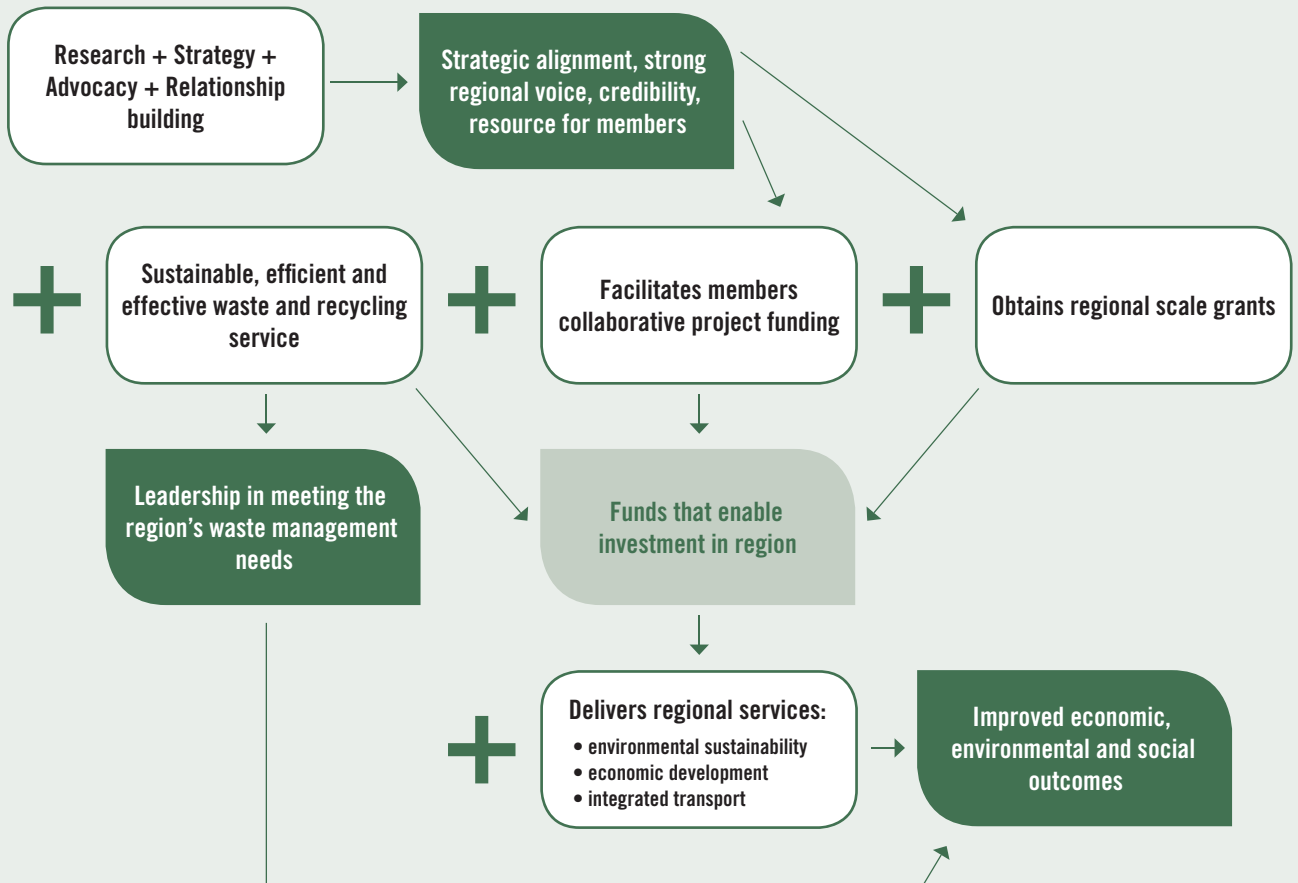 Research + Strategy +
Advocacy + Relationship
building
Strategic alignment, strong
regional voice, credibility,
resource for members
+
Sustainable, efficient and
effective waste and recycling
service
+
Facilitates members
collaborative project funding
+
Obtains regional scale grants
Leadership in meeting the
region’s waste management
needs
Funds that enable
investment in region
+
Delivers regional services:
• environmental sustainability
• economic development
• integrated transport
Improved economic,
environmental and social
outcomes